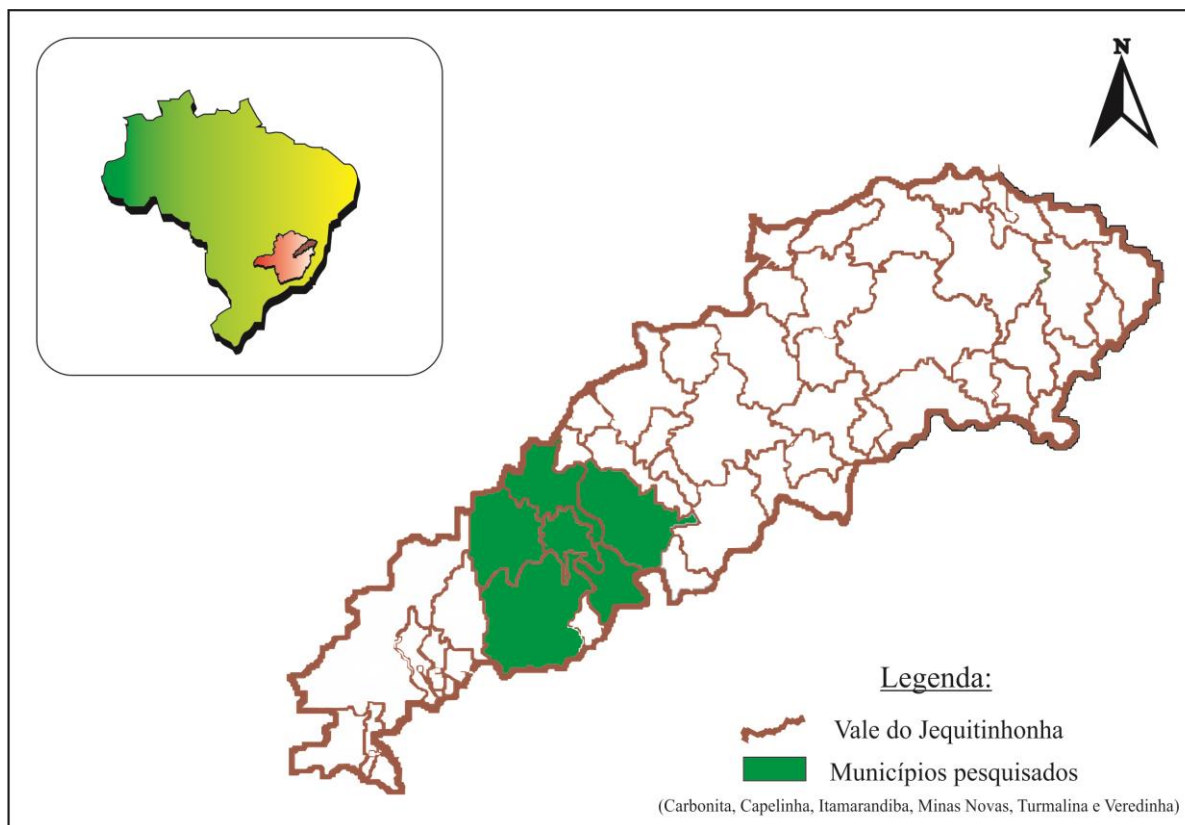 N
Legenda:
Vale do Jequitinhonha
Municípios pesquisados
(Carbonita, Capelinha, Itamarandiba, Minas Novas, Turmalina e Veredinha)